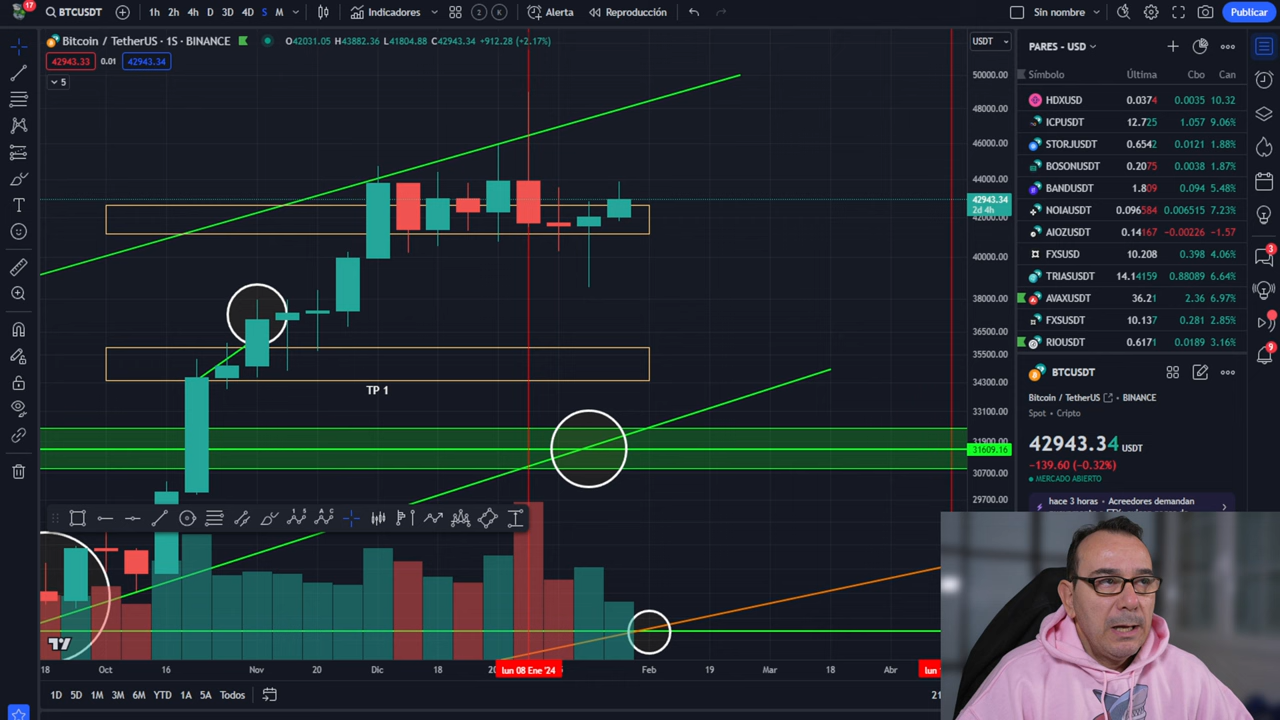 17
BTCUSDT
1h 2h 4h D 3D 4D S M
Indicadores
2 K
Alerta
Reproducción
Sin nombre
Publicar
Bitcoin / TetherUS · 1S · BINANCE
O42031.05 H43882.36 L41804.88 C42943.34 +912.28 (+2.17%)
42943.33 0.01 42943.34
5
USDT
50000.00
48000.00
46000.00
44000.00
42943.34
2d 4h
42000.00
40000.00
38000.00
36500.00
35500.00
34300.00
33100.00
31900.00
31609.16
30700.00
29700.00
TP 1
18 Oct 16 Nov 20 Dic 18 lun 08 Ene '24 Feb 19 Mar 18 Abr lun
1D 5D 1M 3M 6M YTD 1A 5A Todos
21
PARES - USD
Símbolo Última Cbo Can
HDXUSD 0.0374 0.0035 10.32
ICPUSDT 12.725 1.057 9.06%
STORJUSDT 0.6542 0.0121 1.88%
BOSONUSDT 0.2075 0.0038 1.87%
BANDUSDT 1.809 0.094 5.48%
NOIAUSDT 0.096584 0.006515 7.23%
AIOZUSDT 0.14167 -0.00226 -1.57
FXSUSD 10.208 0.398 4.06%
TRIASUSDT 14.14159 0.88089 6.64%
AVAXUSDT 36.21 2.36 6.97%
FXSUSDT 10.137 0.281 2.85%
RIOUSDT 0.6171 0.0189 3.16%
BTCUSDT
Bitcoin / TetherUS BINANCE
Spot • Cripto
42943.34 USDT
−139.60 (−0.32%)
MERCADO ABIERTO
hace 3 horas • Acreedores demandan
3
9